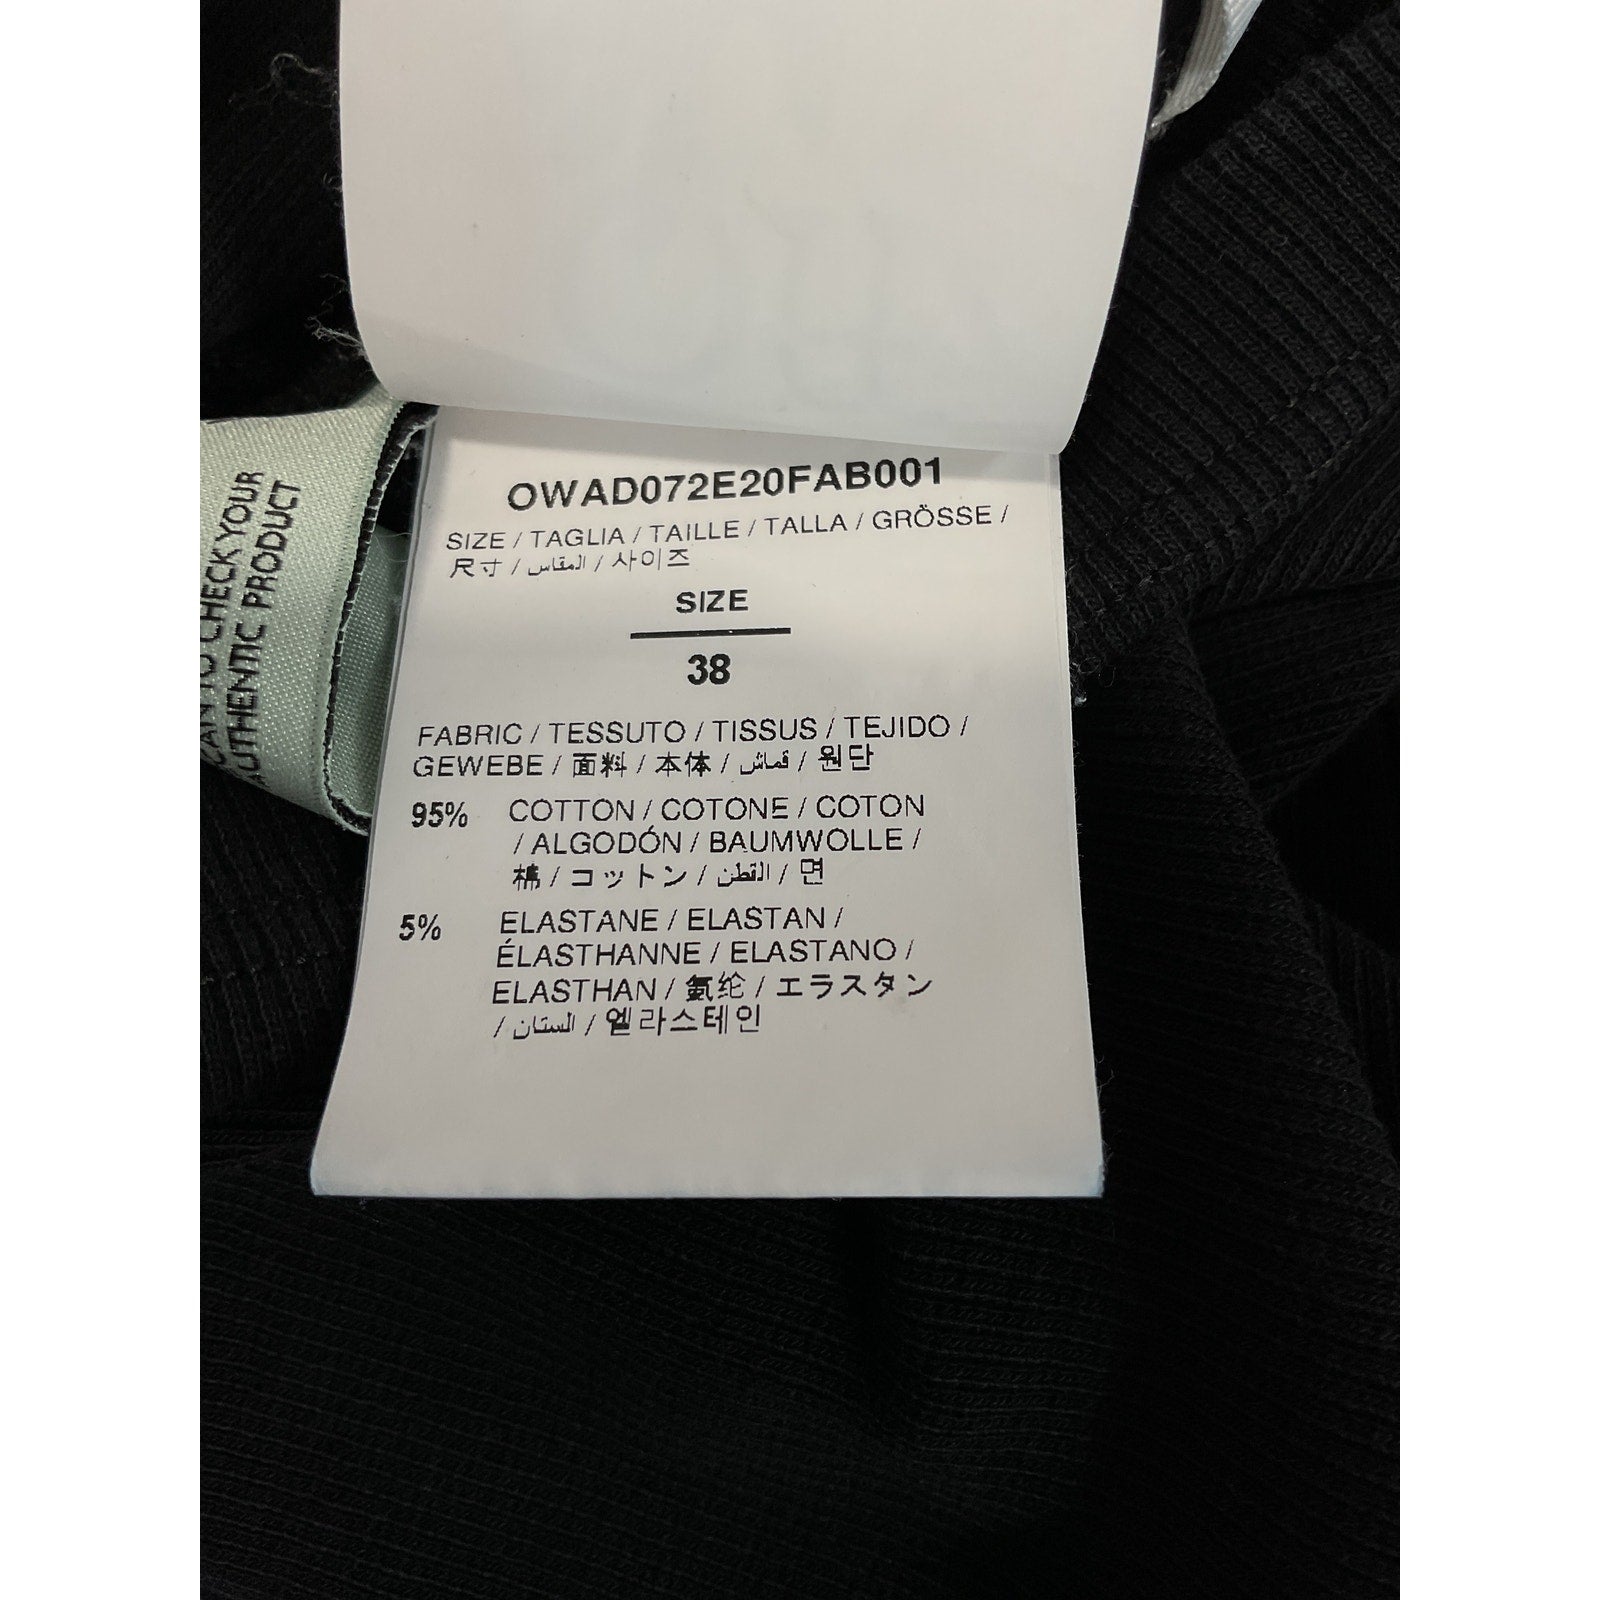 OWAD072E20FAB001
SIZE / TAGLIA / TAILLE / TALLA / GRÖSSE /
尺寸 / المقاس / 사이즈
SIZE
38
FABRIC / TESSUTO / TISSUS / TEJIDO /
GEWEBE / 面料 / 本体 / قماش / 원단
95% COTTON / COTONE / COTON
/ ALGODÓN / BAUMWOLLE /
棉 / コットン / القطن / 면
5% ELASTANE / ELASTAN /
ÉLASTHANNE / ELASTANO /
ELASTHAN / 氨纶 / エラスタン
/ الستان / 엘라스테인
CHECK YOUR
AUTHENTIC PRODUCT